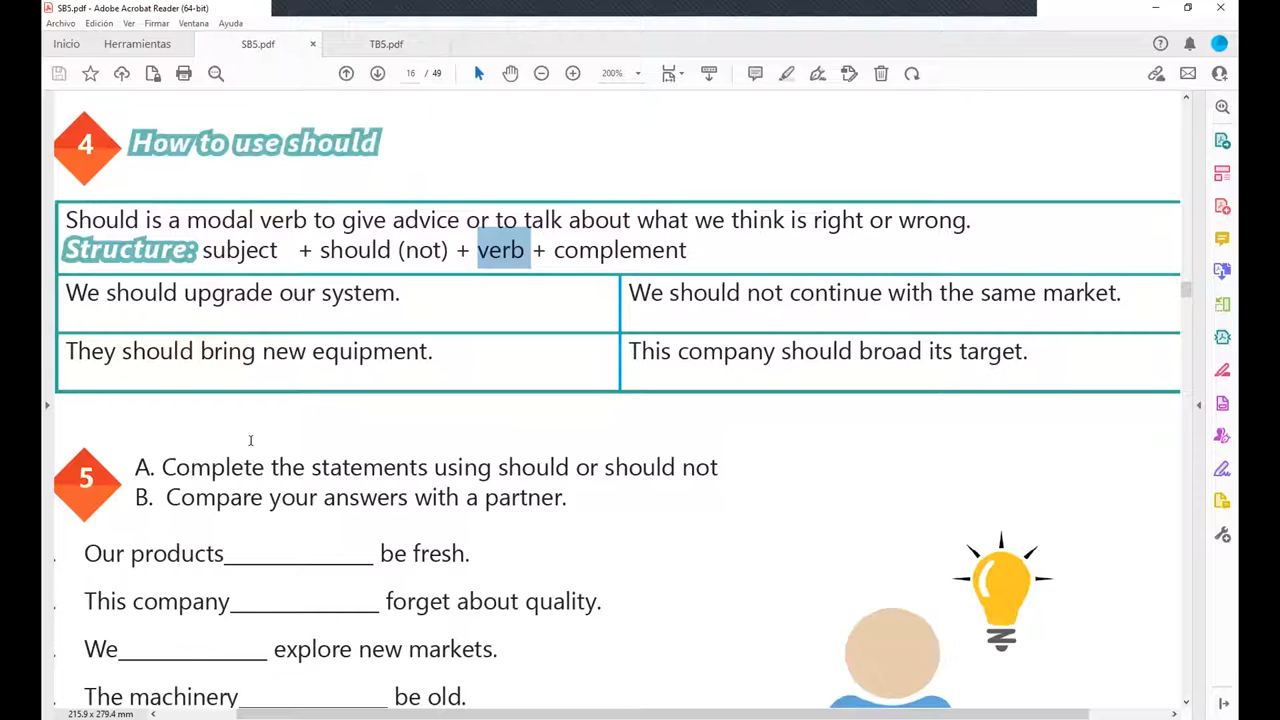 SB5.pdf - Adobe Acrobat Reader (64-bit)
Archivo Edición Ver Firmar Ventana Ayuda
Inicio Herramientas SB5.pdf × TB5.pdf
16 / 49 200%
4 How to use should
Should is a modal verb to give advice or to talk about what we think is right or wrong.
Structure: subject + should (not) + verb + complement
We should upgrade our system. We should not continue with the same market.
They should bring new equipment. This company should broad its target.
5 A. Complete the statements using should or should not
B. Compare your answers with a partner.
Our products____________ be fresh.
This company____________ forget about quality.
We____________ explore new markets.
The machinery____________ be old.
215.9 x 279.4 mm